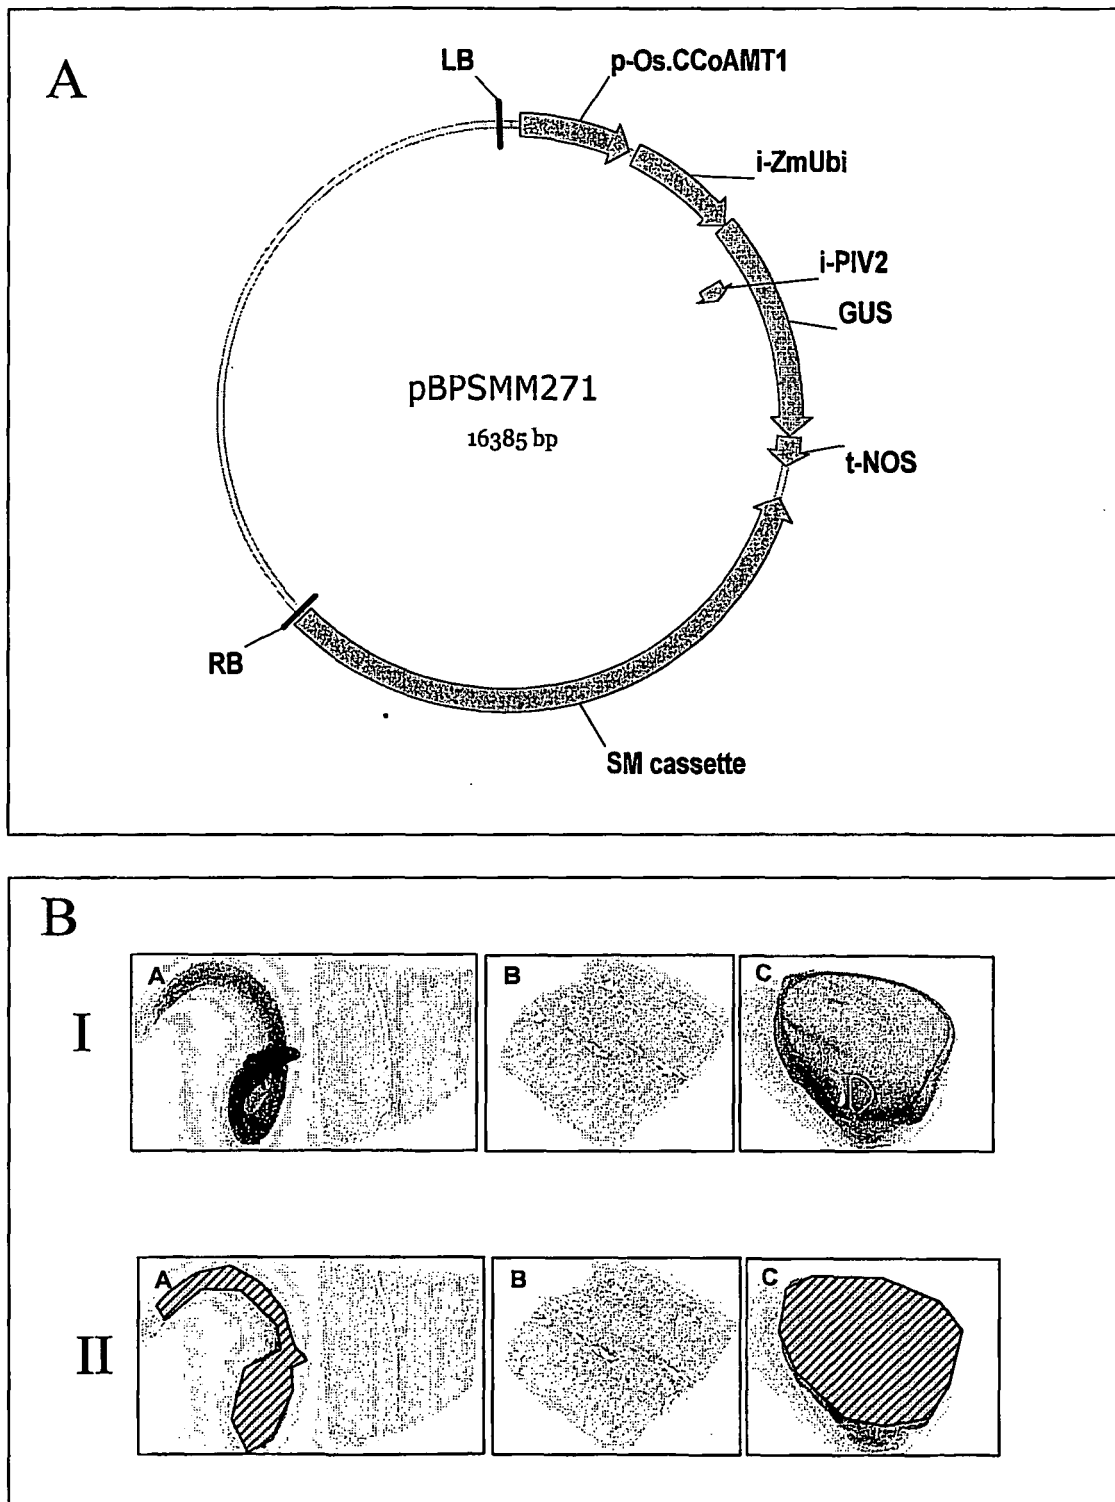 A
LB
p-Os.CCoAMT1
i-ZmUbi
i-PIV2
GUS
pBPSMM271
16385 bp
t-NOS
RB
SM cassette
B
I
A
B
C
II
A
B
C